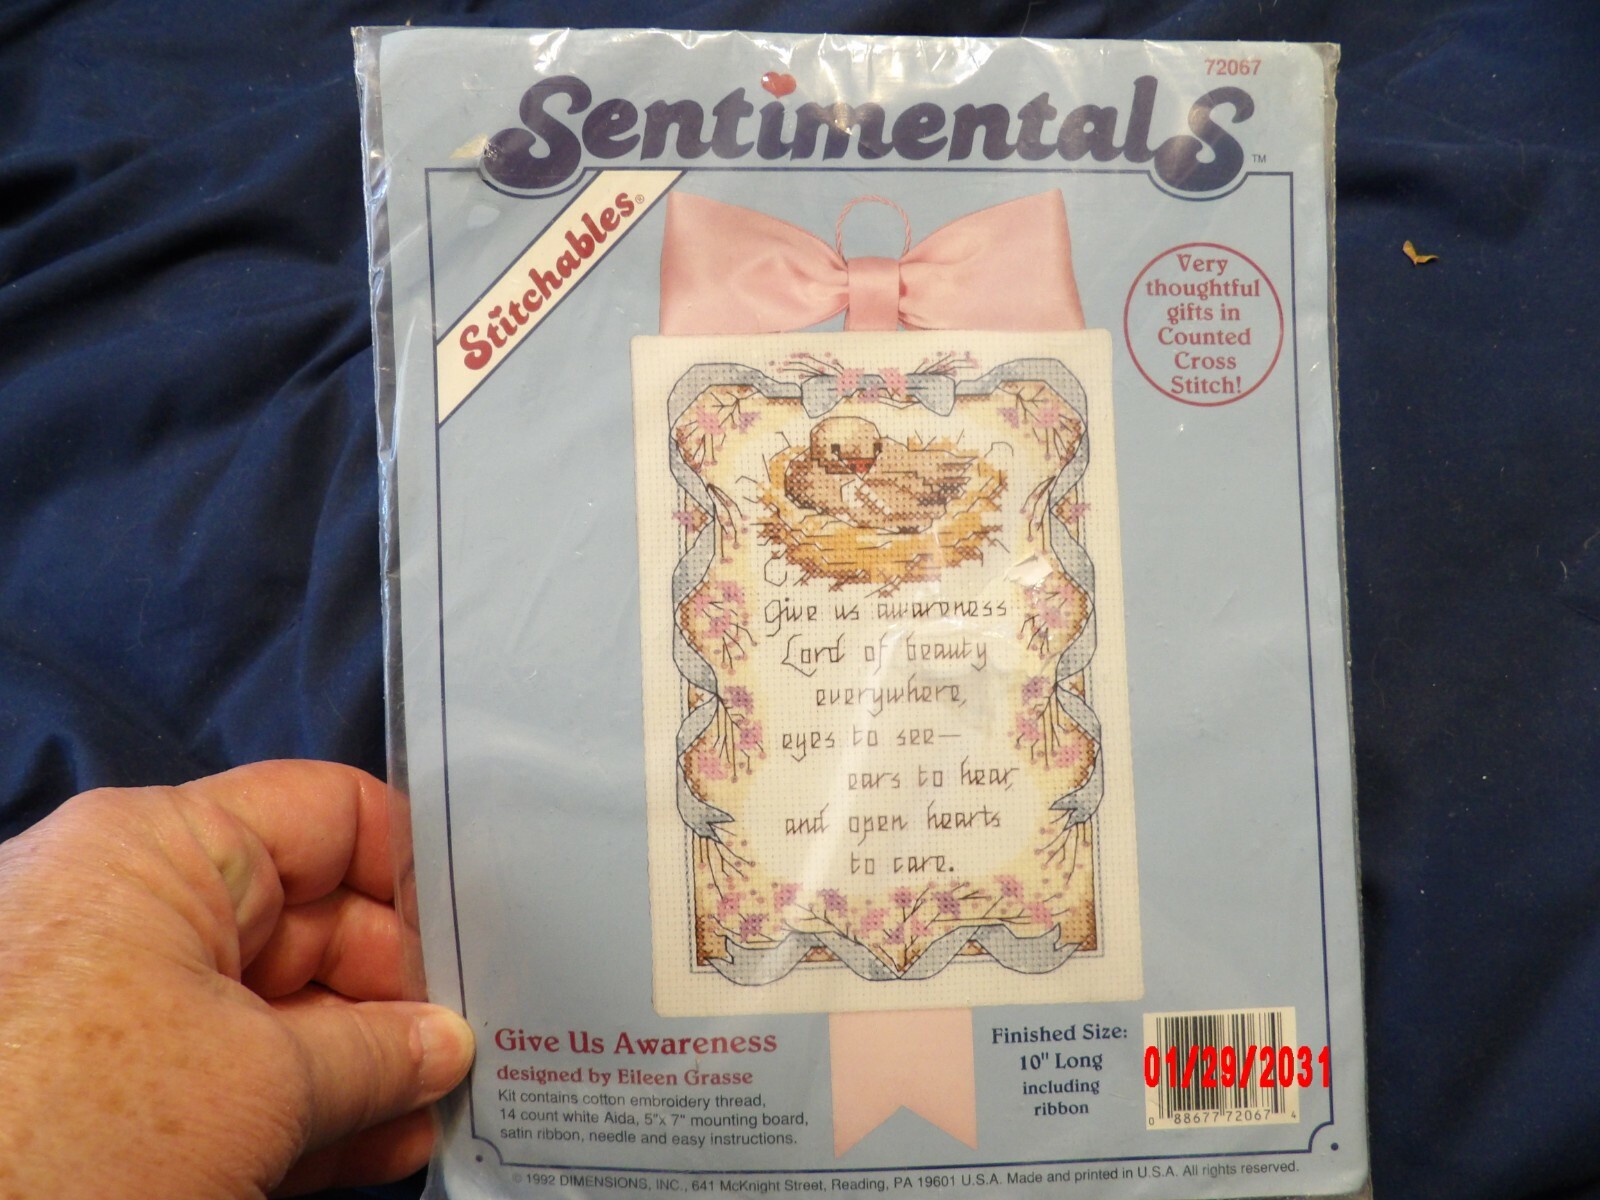 72067
Sentimentals™
Stitchables®
Very
thoughtful
gifts in
Counted
Cross
Stitch!
Give us awareness
Lord of beauty
everywhere,
eyes to see—
ears to hear,
and open hearts
to care.
Give Us Awareness
designed by Eileen Grasse
Kit contains cotton embroidery thread,
14 count white Aida, 5"x 7" mounting board,
satin ribbon, needle and easy instructions.
Finished Size:
10" Long
including
ribbon
01/29/2031
0 88677 72067 4
© 1992 DIMENSIONS, INC., 641 McKnight Street, Reading, PA 19601 U.S.A. Made and printed in U.S.A. All rights reserved.